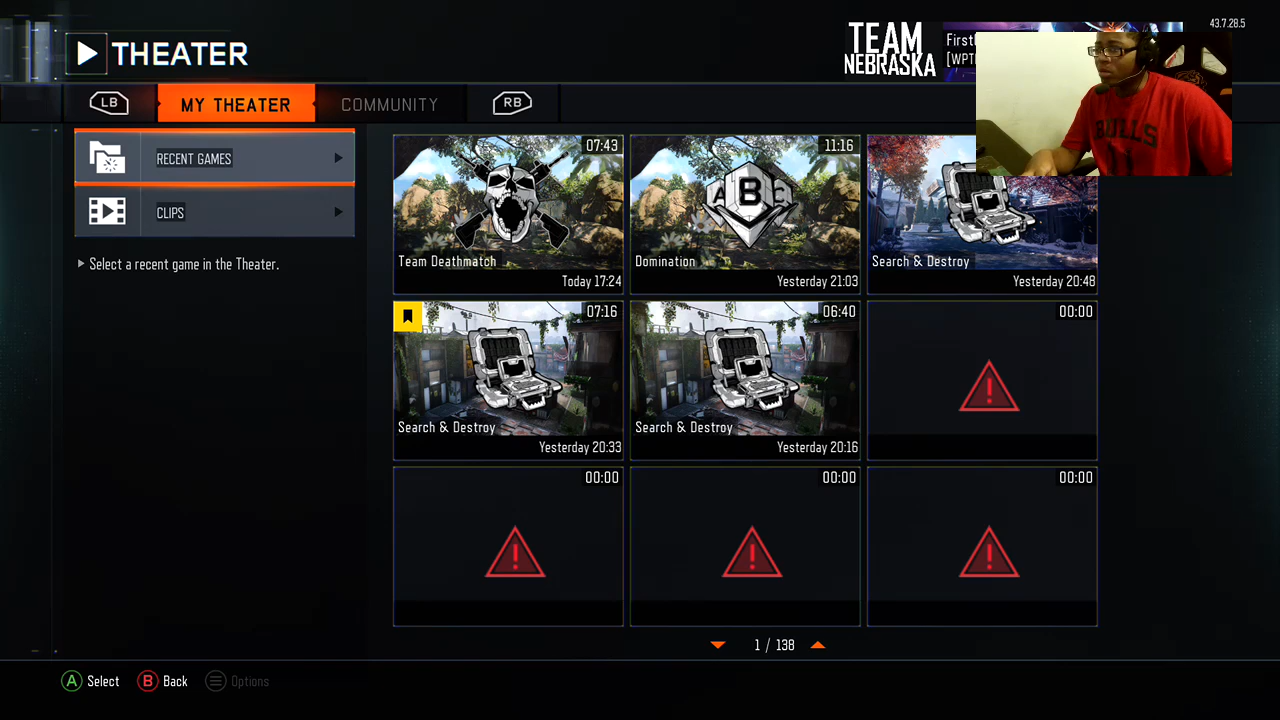 43.7.28.5
THEATER
TEAM
NEBRASKA
Firstl
[WPT
LB
MY THEATER
COMMUNITY
RB
RECENT GAMES
CLIPS
Select a recent game in the Theater.
07:43
Team Deathmatch
Today 17:24
11:16
A B C
Domination
Yesterday 21:03
Search & Destroy
Yesterday 20:48
07:16
Search & Destroy
Yesterday 20:33
06:40
Search & Destroy
Yesterday 20:16
00:00
00:00
00:00
00:00
1 / 138
A Select
B Back
Options